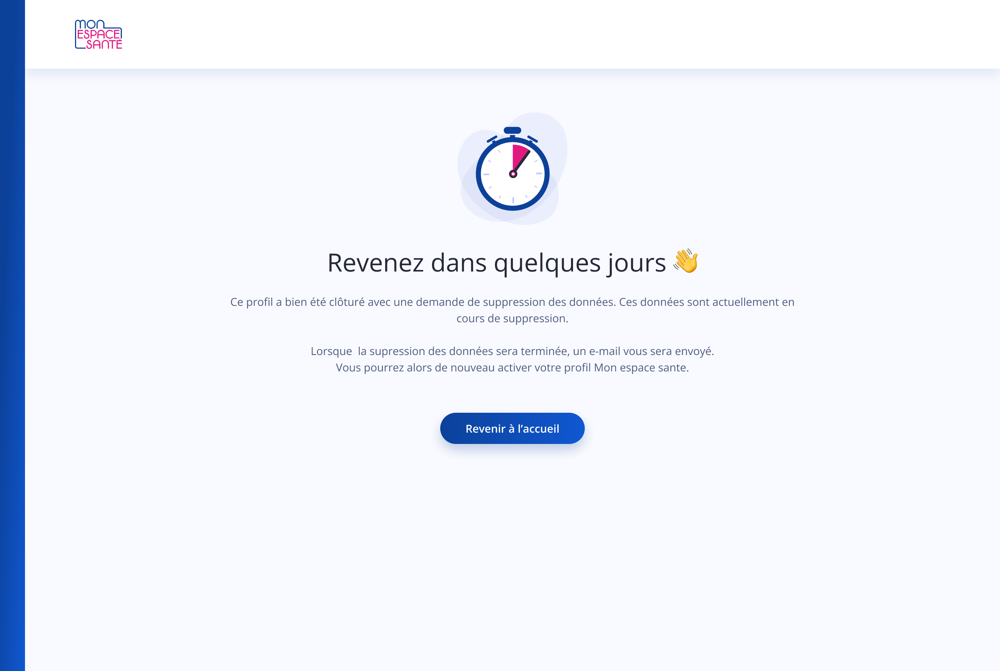 mon
ESPACE
SANTÉ
Revenez dans quelques jours 👋
Ce profil a bien été clôturé avec une demande de suppression des données. Ces données sont actuellement en
cours de suppression.
Lorsque  la supression des données sera terminée, un e-mail vous sera envoyé.
Vous pourrez alors de nouveau activer votre profil Mon espace sante.
Revenir à l’accueil